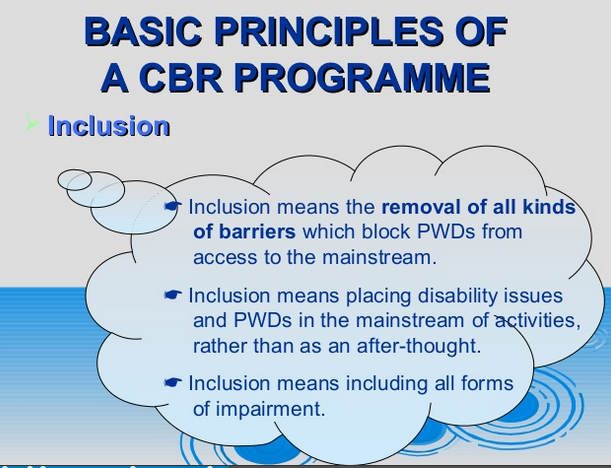 BASIC PRINCIPLES OF
A CBR PROGRAMME
Inclusion
Inclusion means the removal of all kinds
of barriers which block PWDs from
access to the mainstream.
Inclusion means placing disability issues
and PWDs in the mainstream of activities,
rather than as an after-thought.
Inclusion means including all forms
of impairment.